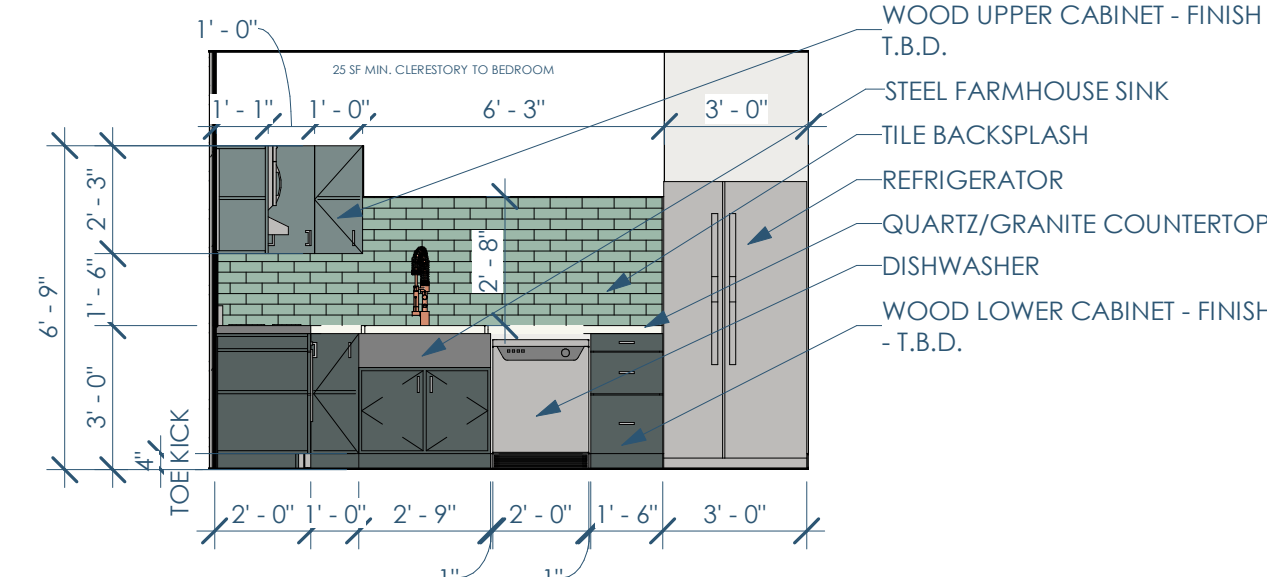 1' - 0"
WOOD UPPER CABINET - FINISH
T.B.D.
25 SF MIN. CLERESTORY TO BEDROOM
STEEL FARMHOUSE SINK
1' - 1" 1' - 0" 6' - 3" 3' - 0"
TILE BACKSPLASH
REFRIGERATOR
QUARTZ/GRANITE COUNTERTOP
DISHWASHER
WOOD LOWER CABINET - FINISH
- T.B.D.
6' - 9"
2' - 3"
1' - 6"
3' - 0"
2' - 8"
4"
TOE KICK
2' - 0" 1' - 0" 2' - 9" 2' - 0" 1' - 6" 3' - 0"
1" 1"